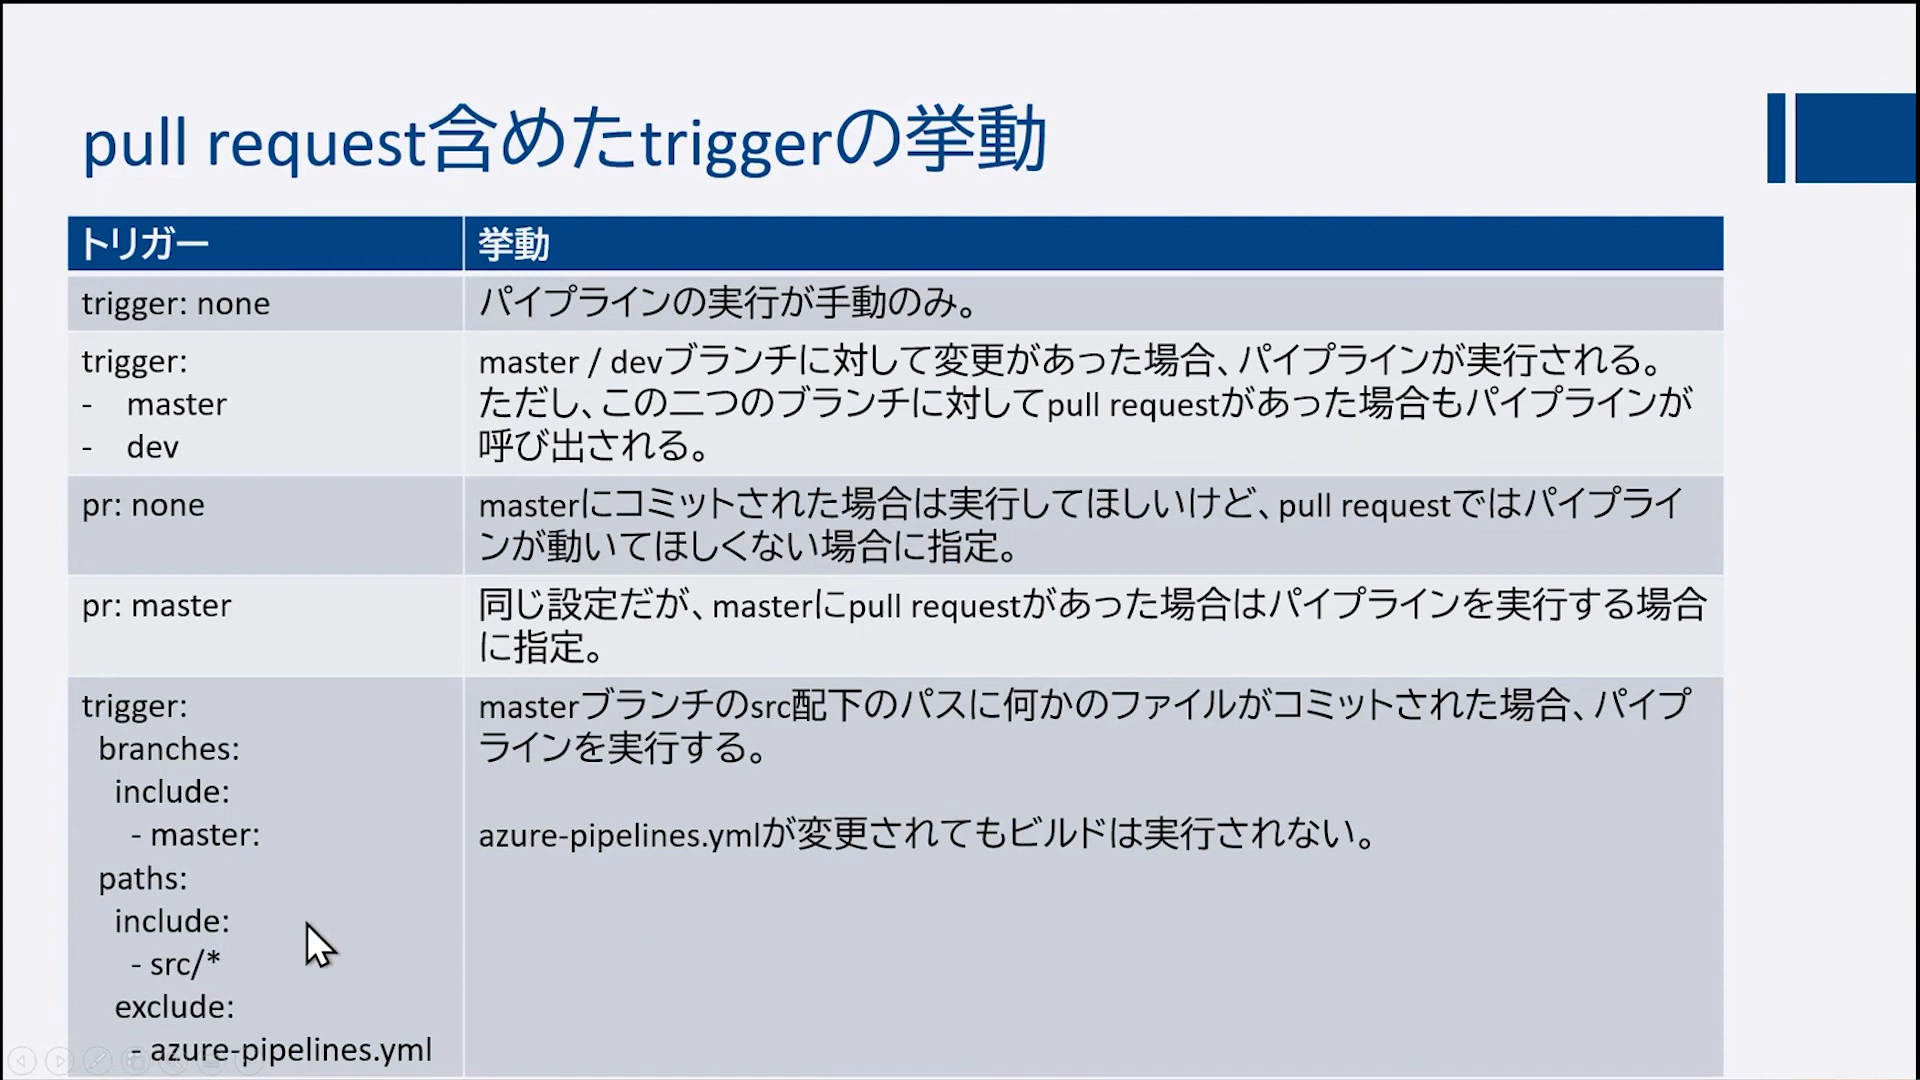 pull request含めたtriggerの挙動
トリガー
挙動
trigger: none
パイプラインの実行が手動のみ。
trigger:
- master
- dev
master / devブランチに対して変更があった場合、パイプラインが実行される。
ただし、この二つのブランチに対してpull requestがあった場合もパイプラインが
呼び出される。
pr: none
masterにコミットされた場合は実行してほしいけど、pull requestではパイプライ
ンが動いてほしくない場合に指定。
pr: master
同じ設定だが、masterにpull requestがあった場合はパイプラインを実行する場合
に指定。
trigger:
branches:
include:
- master:
paths:
include:
- src/*
exclude:
- azure-pipelines.yml
masterブランチのsrc配下のパスに何かのファイルがコミットされた場合、パイプ
ラインを実行する。
azure-pipelines.ymlが変更されてもビルドは実行されない。